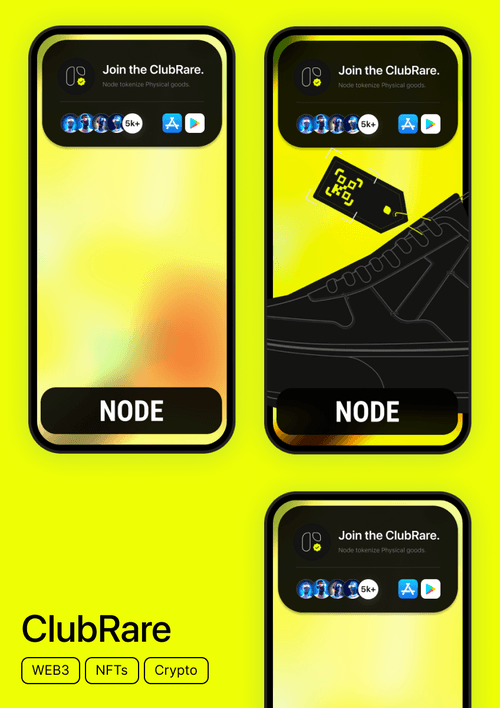 Join the ClubRare.
Node tokenize Physical goods.
5k+
NODE
Join the ClubRare.
Node tokenize Physical goods.
5k+
NODE
Join the ClubRare.
Node tokenize Physical goods.
5k+
ClubRare
WEB3 NFTs Crypto